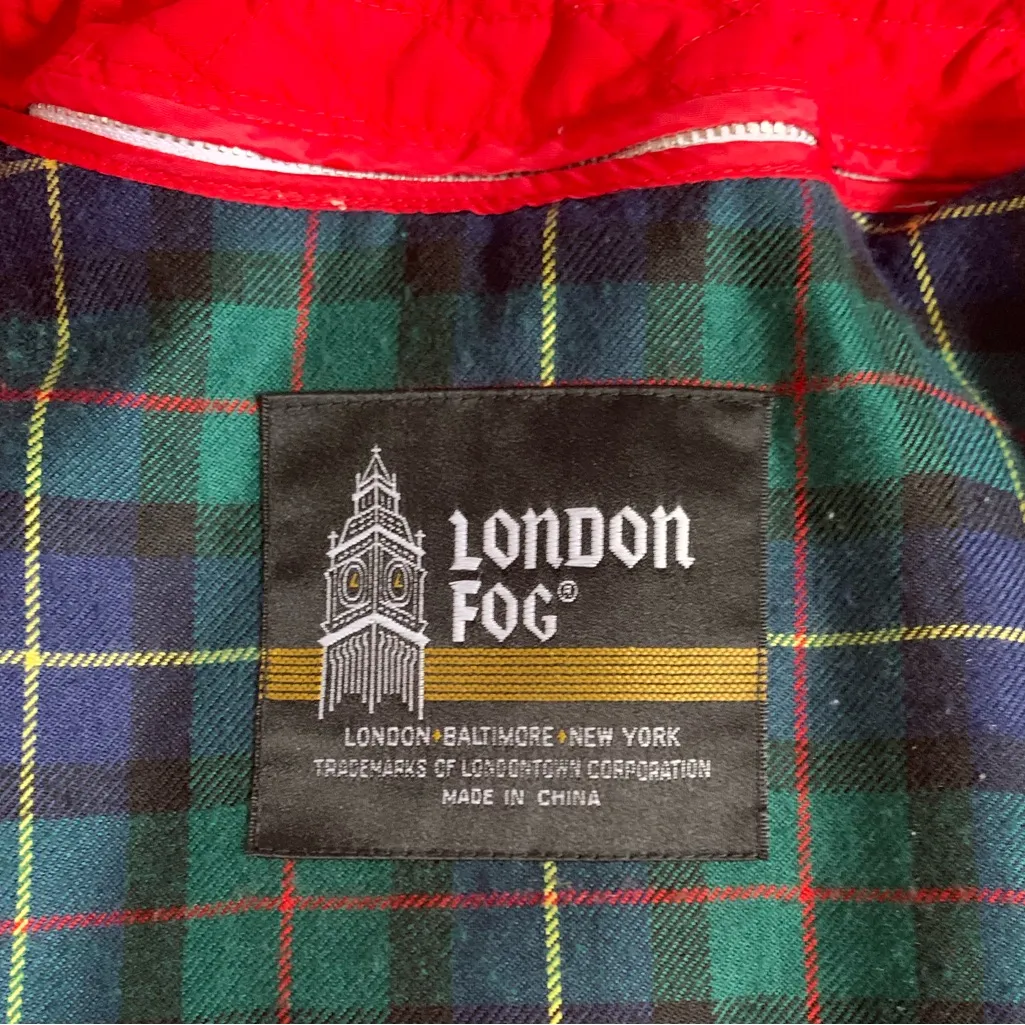 LONDON
FOG®
LONDON♦BALTIMORE♦NEW YORK
TRADEMARKS OF LONDONTOWN CORPORATION
MADE IN CHINA